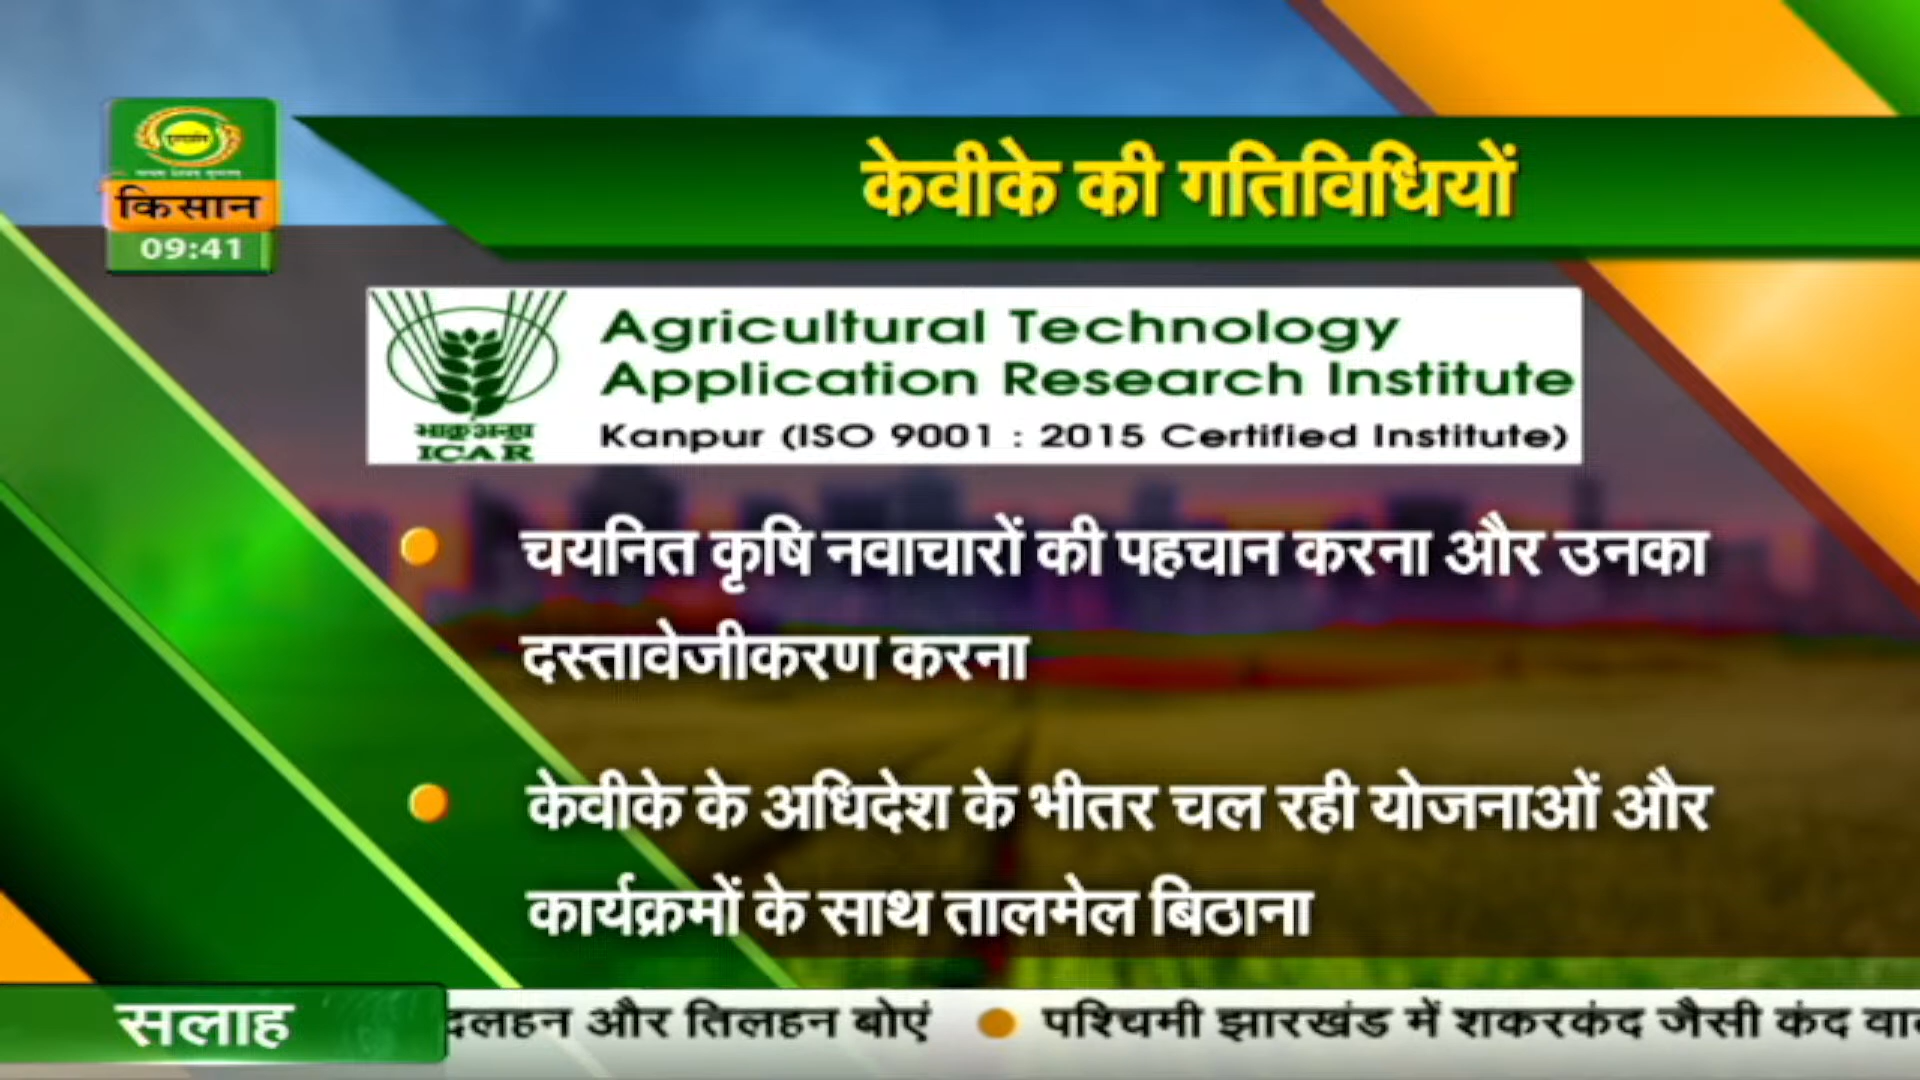 किसान
09:41
केवीके की गतिविधियों
Agricultural Technology
Application Research Institute
Kanpur (ISO 9001 : 2015 Certified Institute)
भाकृअनुप
ICAR
चयनित कृषि नवाचारों की पहचान करना और उनका
दस्तावेजीकरण करना
केवीके के अधिदेश के भीतर चल रही योजनाओं और
कार्यक्रमों के साथ तालमेल बिठाना
सलाह
दलहन और तिलहन बोएं
पश्चिमी झारखंड में शकरकंद जैसी कंद